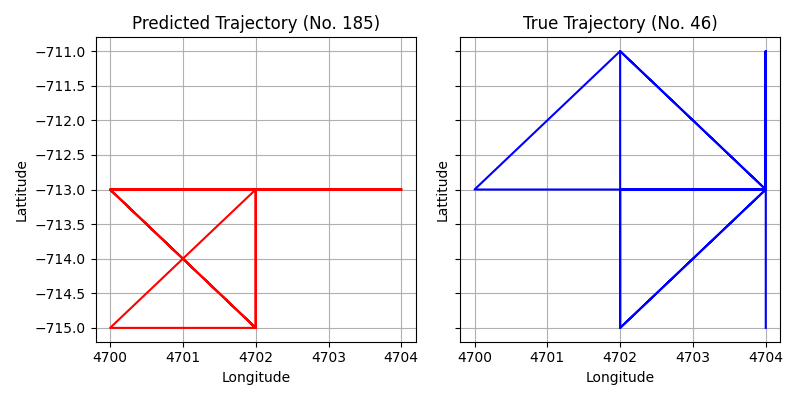 Predicted Trajectory (No. 185)
True Trajectory (No. 46)
−711.0
−711.5
−712.0
−712.5
−713.0
−713.5
−714.0
−714.5
−715.0
Lattitude
Lattitude
4700 4701 4702 4703 4704
4700 4701 4702 4703 4704
Longitude
Longitude